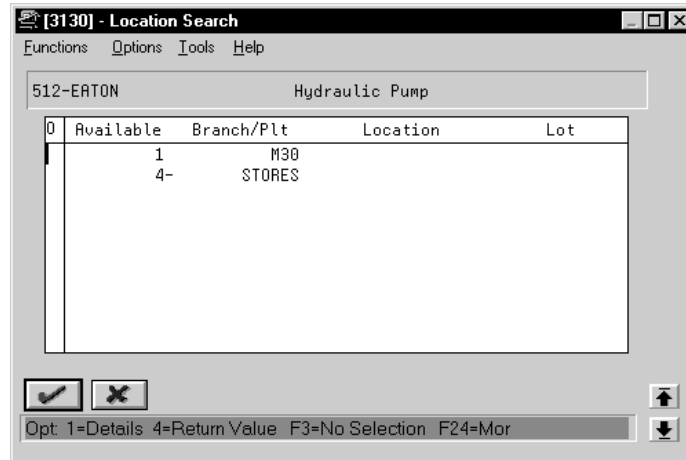 [3130] - Location Search
Functions Options Tools Help
512-EATON Hydraulic Pump
O Available Branch/Plt Location Lot
1 M30
4- STORES
Opt: 1=Details 4=Return Value F3=No Selection F24=Mor